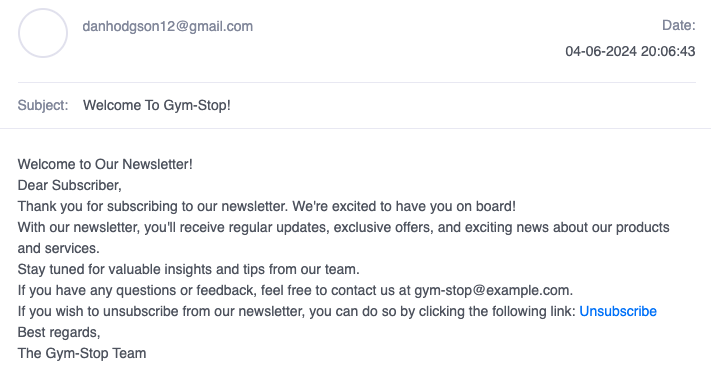 danhodgson12@gmail.com
Date:
04-06-2024 20:06:43
Subject: Welcome To Gym-Stop!
Welcome to Our Newsletter!
Dear Subscriber,
Thank you for subscribing to our newsletter. We're excited to have you on board!
With our newsletter, you'll receive regular updates, exclusive offers, and exciting news about our products
and services.
Stay tuned for valuable insights and tips from our team.
If you have any questions or feedback, feel free to contact us at gym-stop@example.com.
If you wish to unsubscribe from our newsletter, you can do so by clicking the following link: Unsubscribe
Best regards,
The Gym-Stop Team